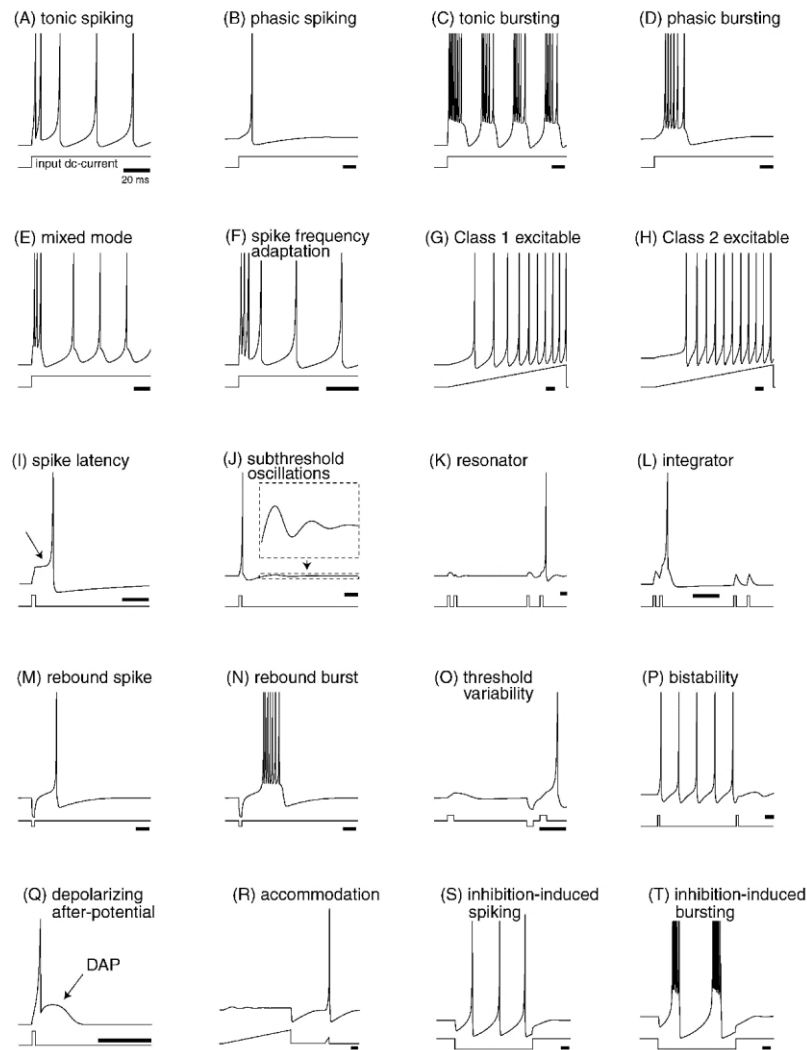 (A) tonic spiking
(B) phasic spiking
(C) tonic bursting
(D) phasic bursting
input dc-current
20 ms
(E) mixed mode
(F) spike frequency
adaptation
(G) Class 1 excitable
(H) Class 2 excitable
(I) spike latency
(J) subthreshold
oscillations
(K) resonator
(L) integrator
(M) rebound spike
(N) rebound burst
(O) threshold
variability
(P) bistability
(Q) depolarizing
after-potential
DAP
(R) accommodation
(S) inhibition-induced
spiking
(T) inhibition-induced
bursting